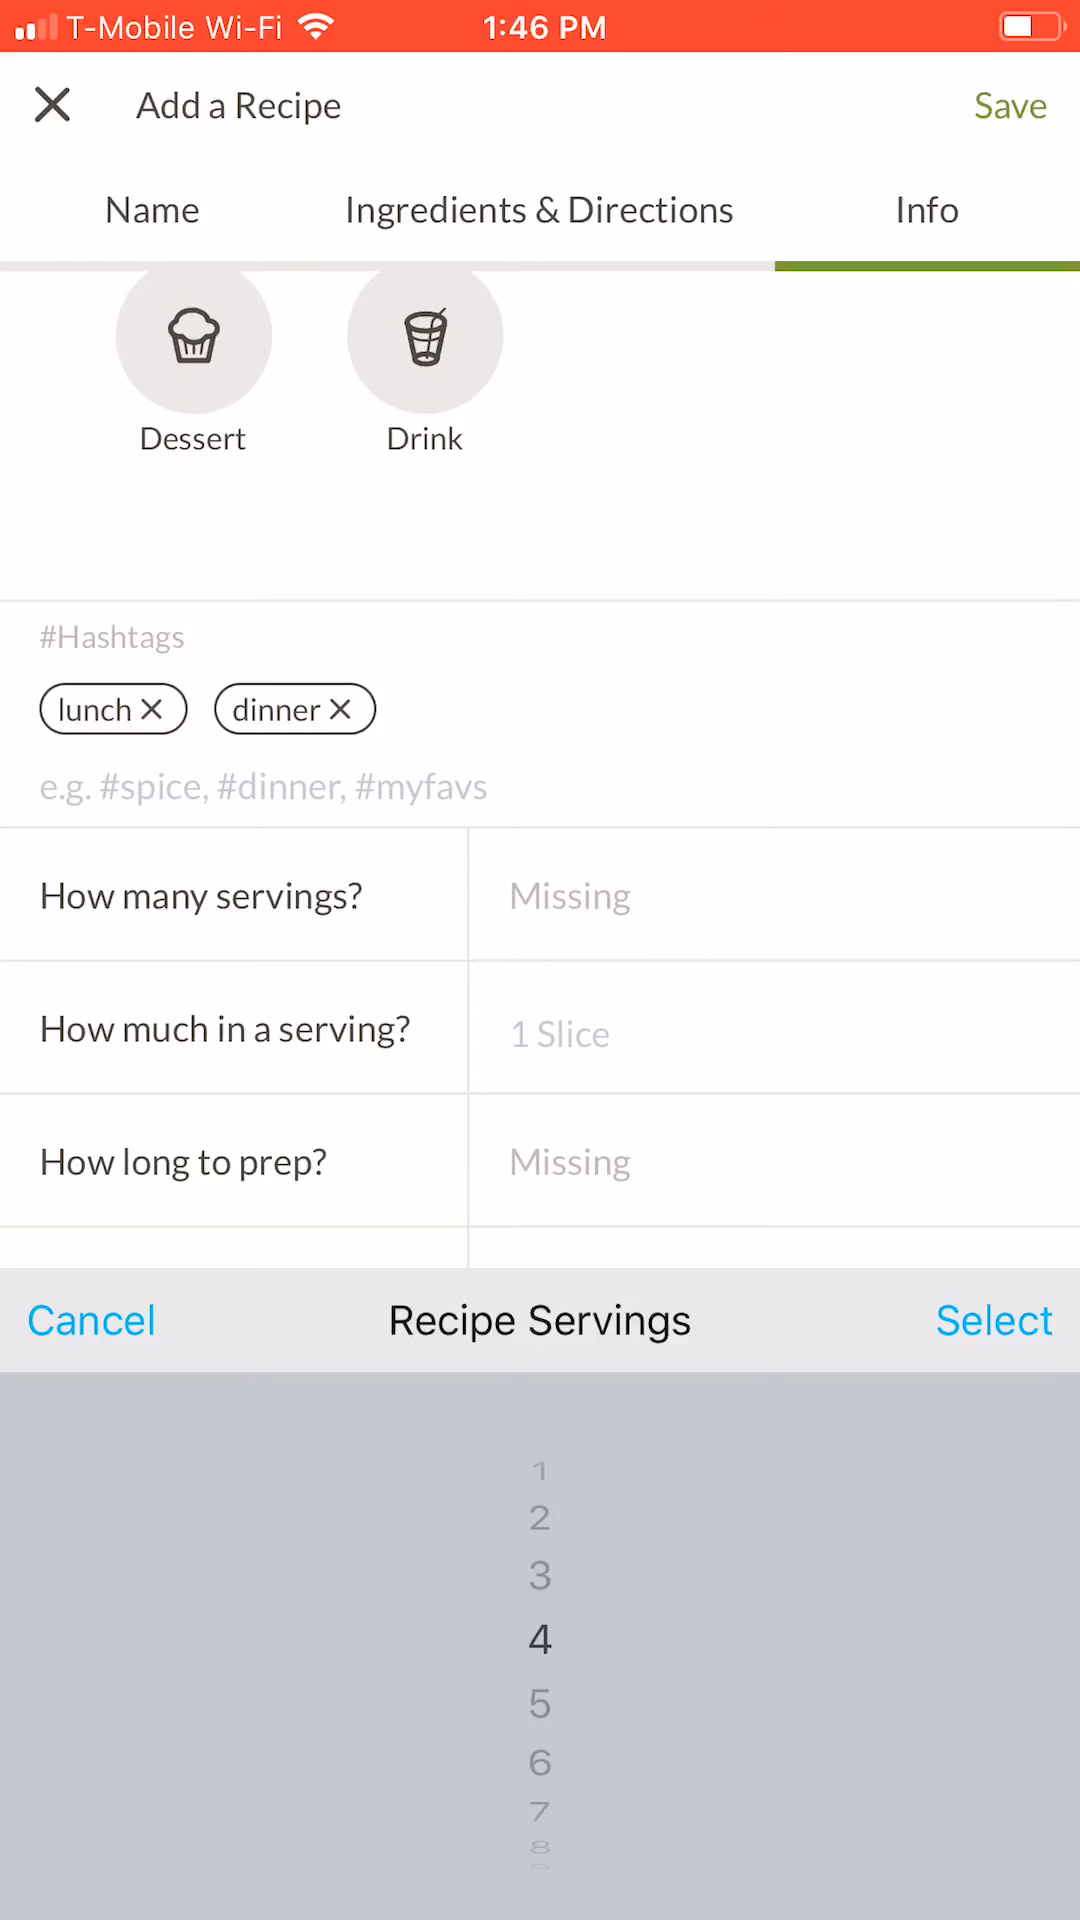 T-Mobile Wi-Fi 1:46 PM
Add a Recipe Save
Name Ingredients & Directions Info
Dessert Drink
#Hashtags
lunch dinner
e.g. #spice, #dinner, #myfavs
How many servings? Missing
How much in a serving? 1 Slice
How long to prep? Missing
Cancel Recipe Servings Select
1
2
3
4
5
6
7
8